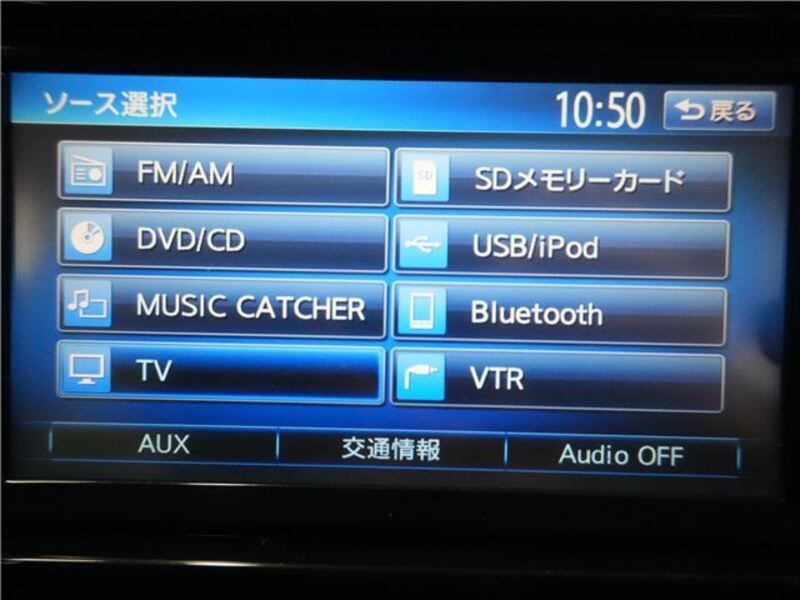 ソース選択 10:50 戻る
FM/AM SDメモリーカード
SD
DVD/CD USB/iPod
MUSIC CATCHER Bluetooth
TV VTR
AUX 交通情報 Audio OFF